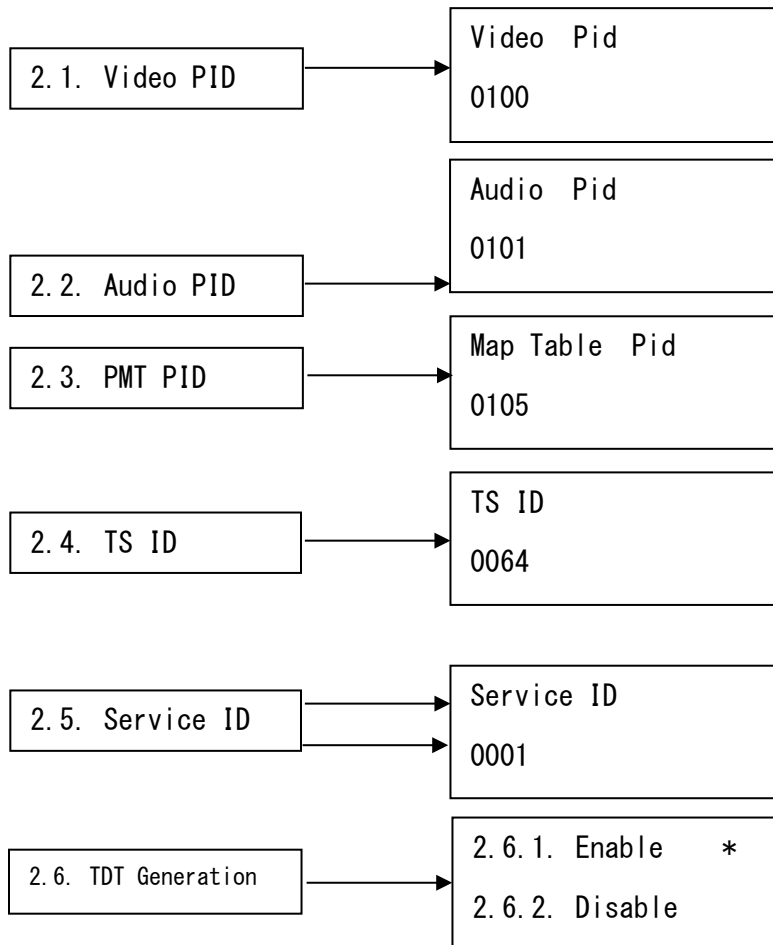 2.1. Video PID
Video Pid
0100
2.2. Audio PID
Audio Pid
0101
2.3. PMT PID
Map Table Pid
0105
2.4. TS ID
TS ID
0064
2.5. Service ID
Service ID
0001
2.6. TDT Generation
2.6.1. Enable *
2.6.2. Disable